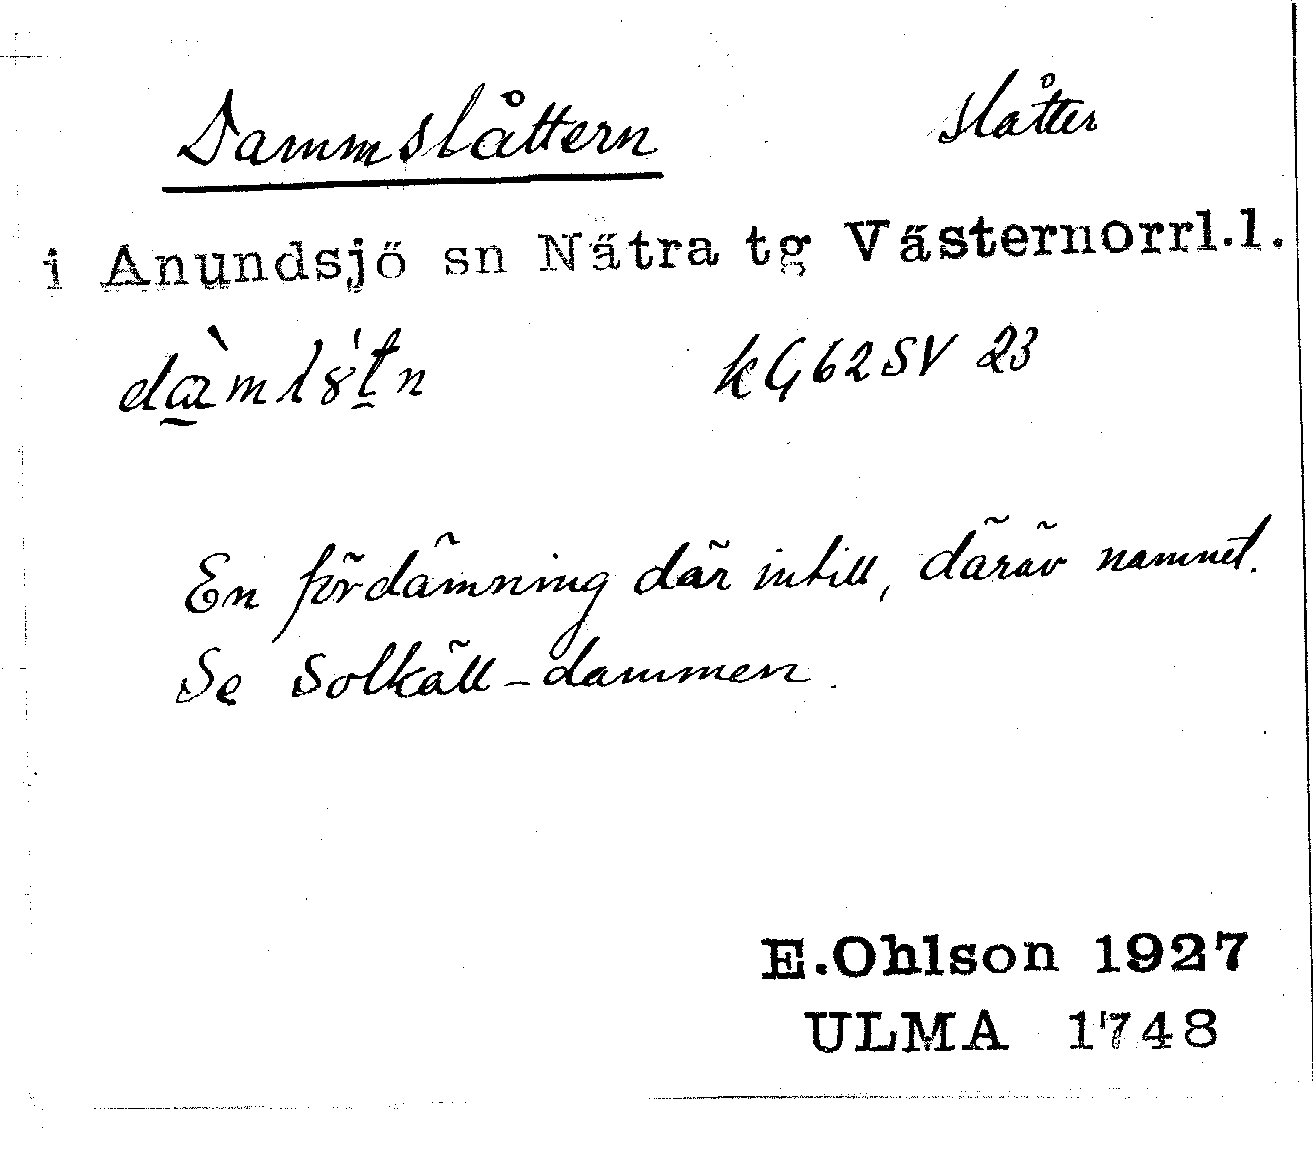 Dammslåttern slåtter
i Anundsjö sn Nätra tg Västernorrl.l.
kG62SV 23
En fördämning där intill, därav namnet.
Se Solkäll-dammen.
E.Ohlson 1927
ULMA 1748